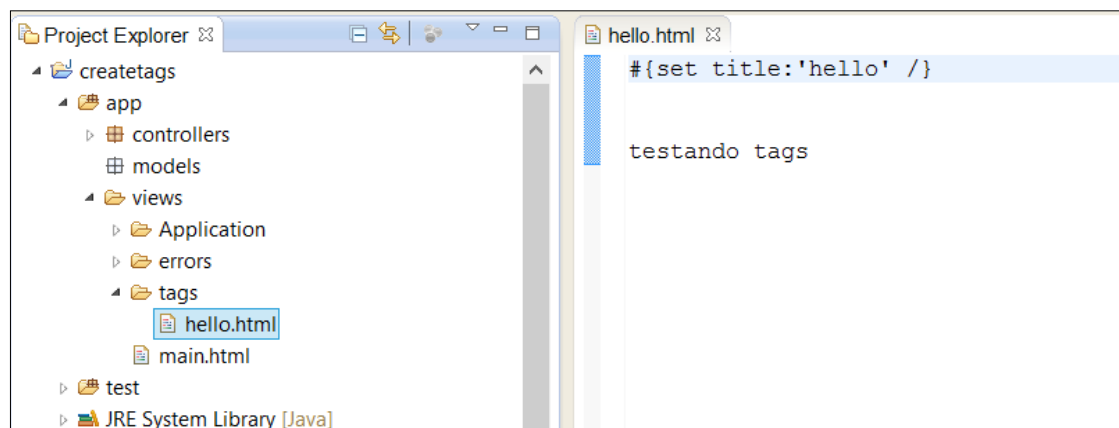 Project Explorer
createtags
app
controllers
models
views
Application
errors
tags
hello.html
main.html
test
JRE System Library [Java]
hello.html
#{set title:'hello' /}
testando tags